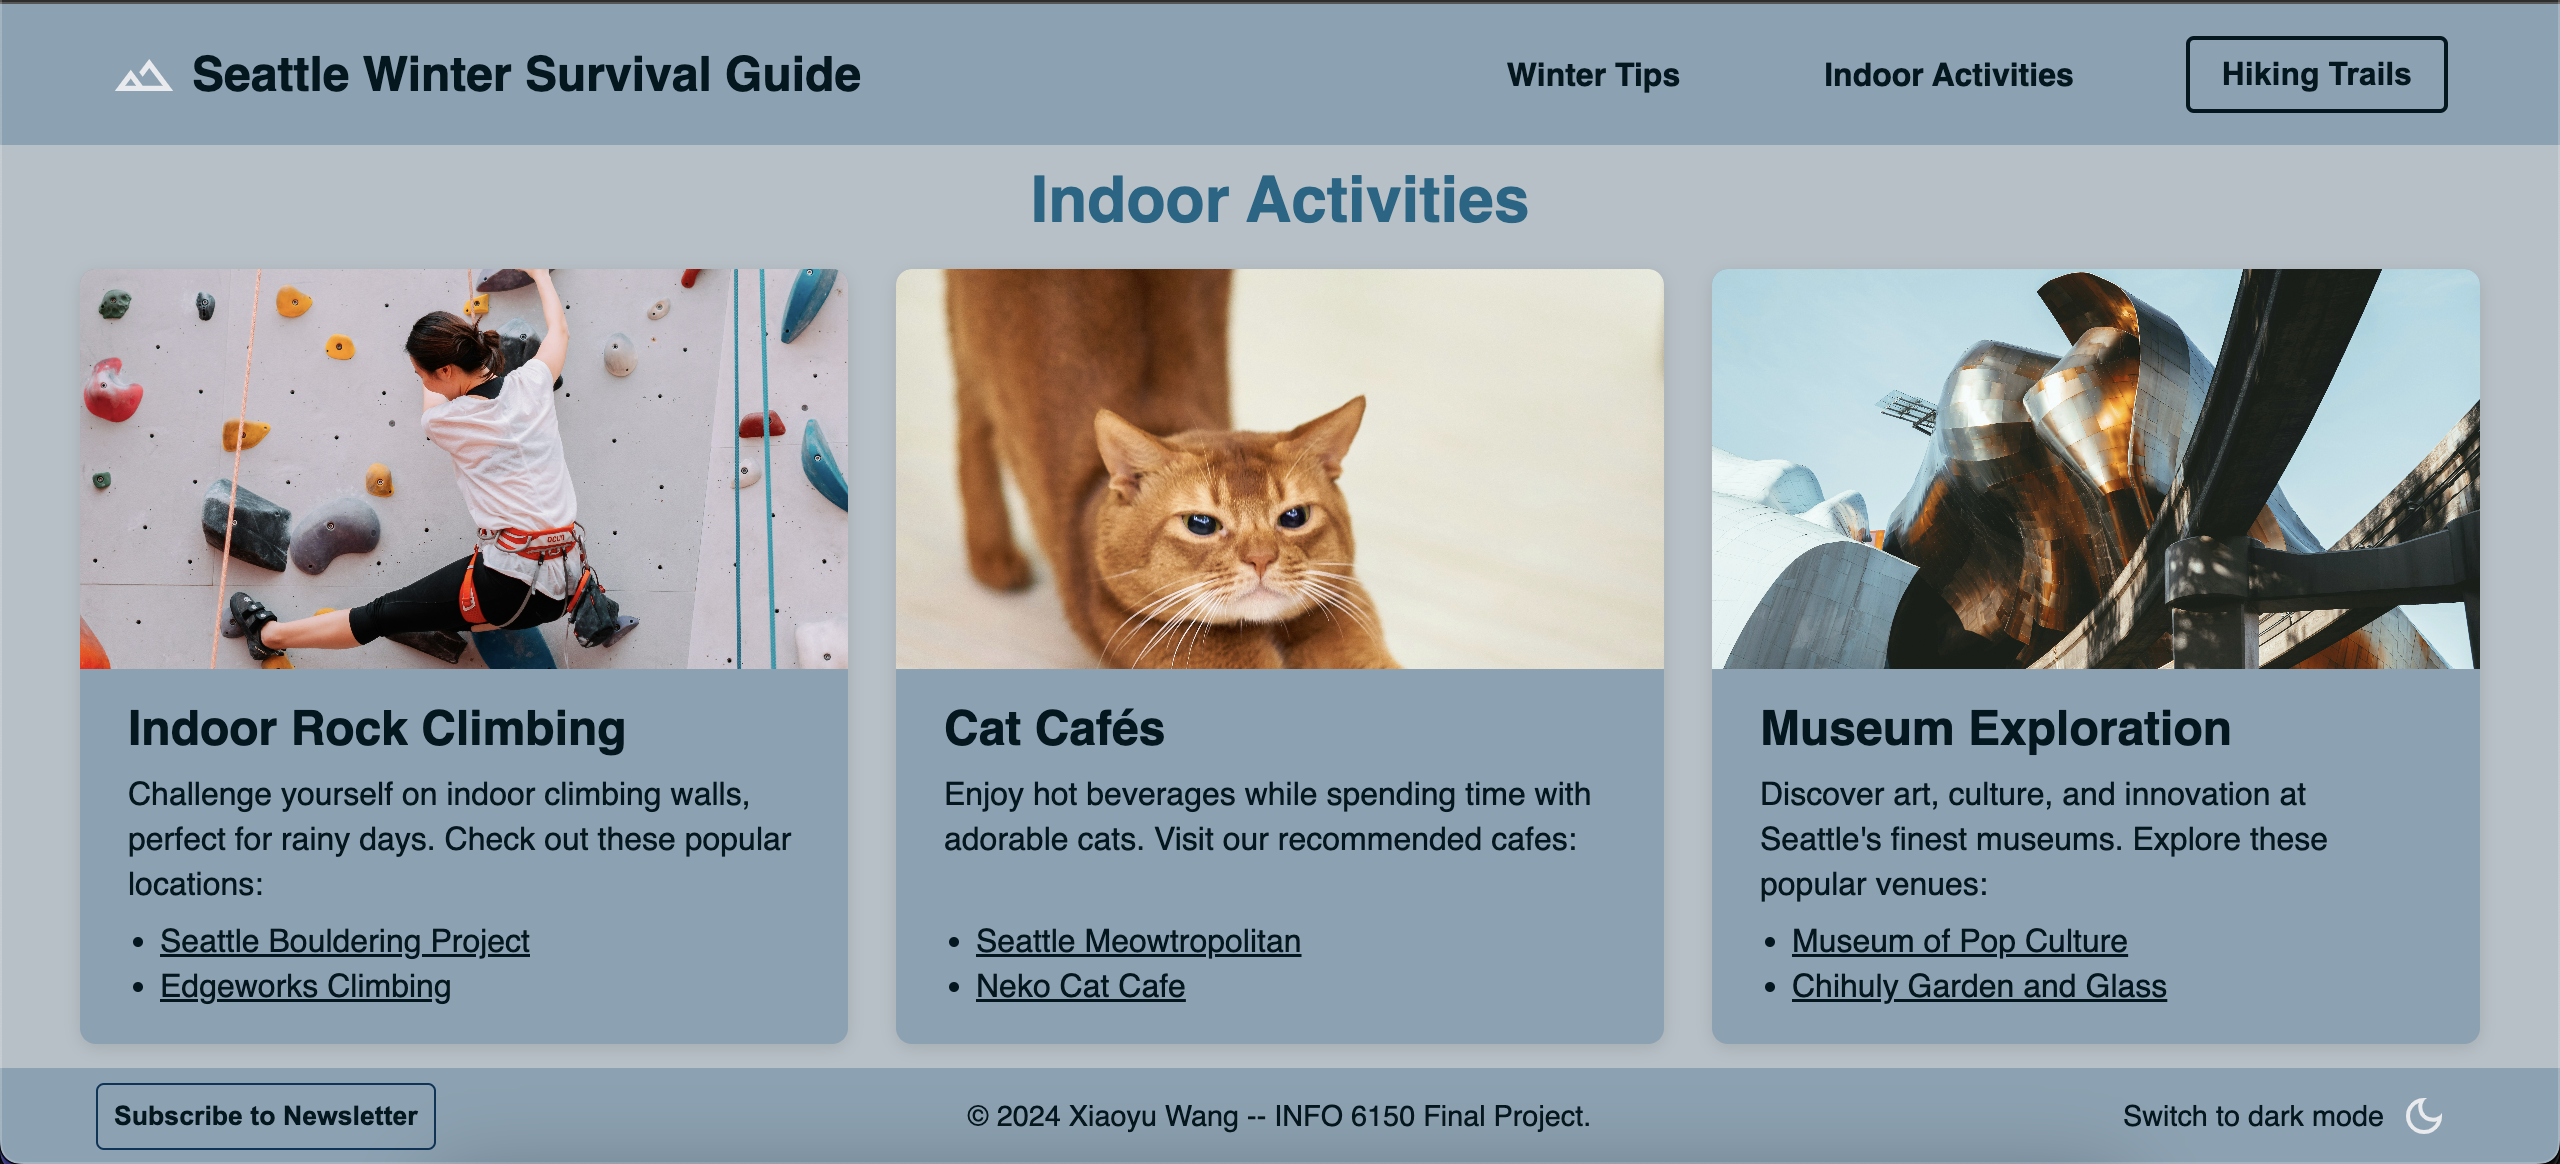 Seattle Winter Survival Guide
Winter Tips
Indoor Activities
Hiking Trails
Indoor Activities
Indoor Rock Climbing
Challenge yourself on indoor climbing walls,
perfect for rainy days. Check out these popular
locations:
• Seattle Bouldering Project
• Edgeworks Climbing
Cat Cafés
Enjoy hot beverages while spending time with
adorable cats. Visit our recommended cafes:
• Seattle Meowtropolitan
• Neko Cat Cafe
Museum Exploration
Discover art, culture, and innovation at
Seattle's finest museums. Explore these
popular venues:
• Museum of Pop Culture
• Chihuly Garden and Glass
Subscribe to Newsletter
© 2024 Xiaoyu Wang -- INFO 6150 Final Project.
Switch to dark mode